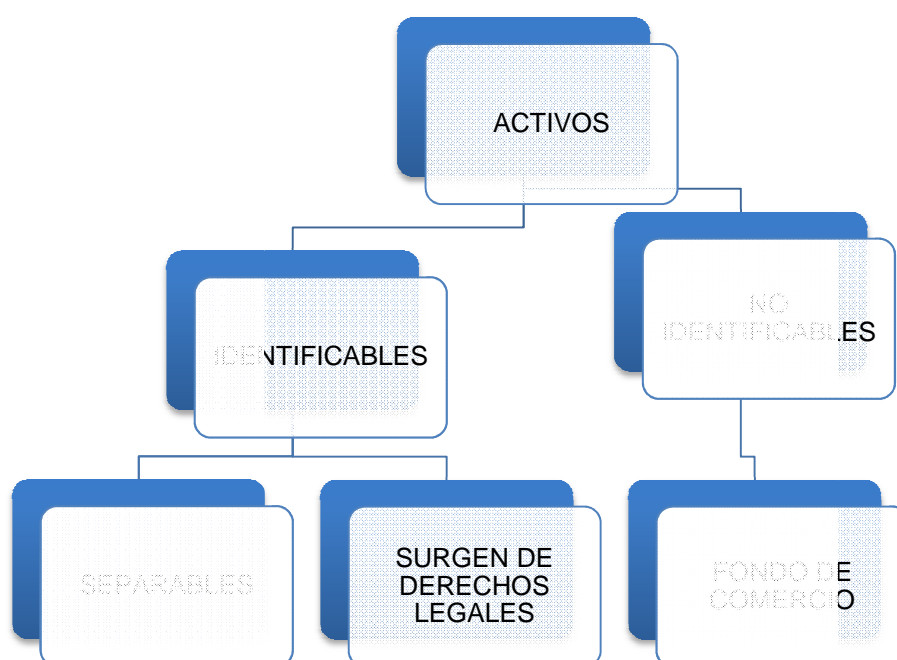 ACTIVOS
NO
IDENTIFICABLES
IDENTIFICABLES
SEPARABLES
SURGEN DE
DERECHOS
LEGALES
FONDO DE
COMERCIO